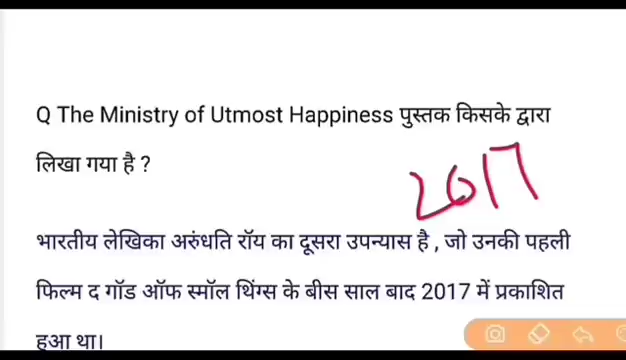 Q The Ministry of Utmost Happiness पुस्तक किसके द्वारा
लिखा गया है ?
2017
भारतीय लेखिका अरुंधति रॉय का दूसरा उपन्यास है , जो उनकी पहली
फिल्म द गॉड ऑफ स्मॉल थिंग्स के बीस साल बाद 2017 में प्रकाशित
हुआ था।